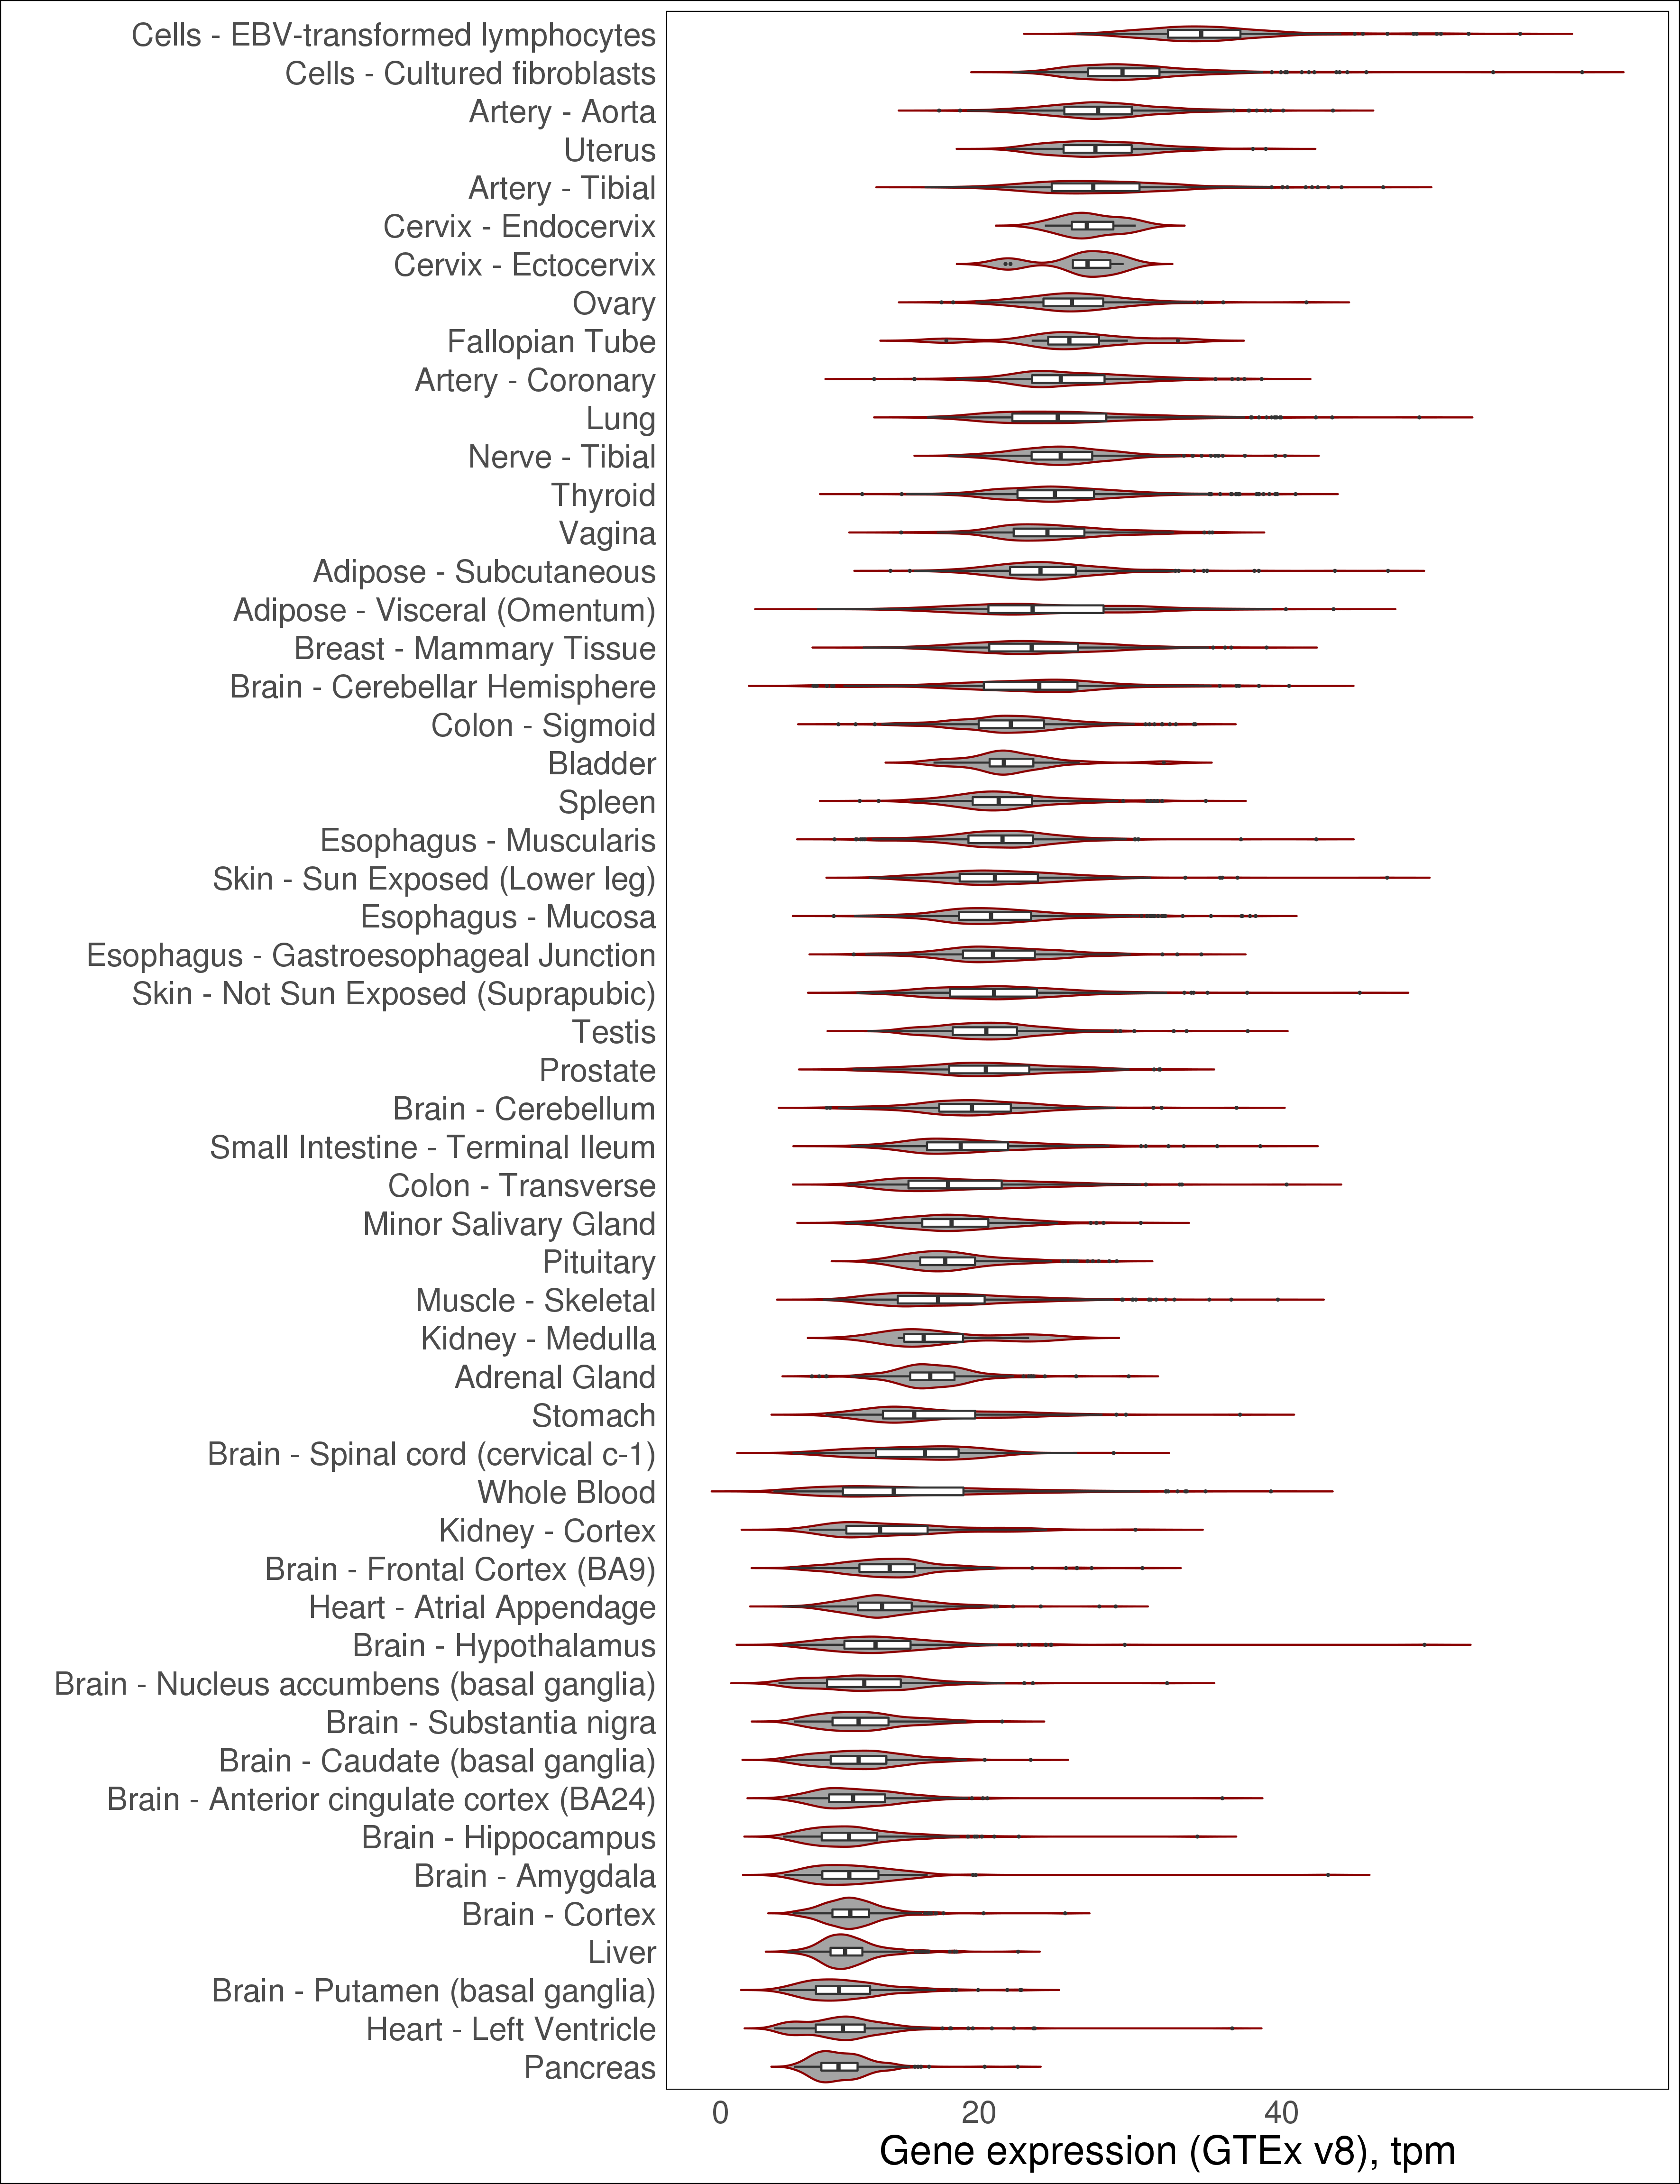 Cells - EBV-transformed lymphocytes
Cells - Cultured fibroblasts
Artery - Aorta
Uterus
Artery - Tibial
Cervix - Endocervix
Cervix - Ectocervix
Ovary
Fallopian Tube
Artery - Coronary
Lung
Nerve - Tibial
Thyroid
Vagina
Adipose - Subcutaneous
Adipose - Visceral (Omentum)
Breast - Mammary Tissue
Brain - Cerebellar Hemisphere
Colon - Sigmoid
Bladder
Spleen
Esophagus - Muscularis
Skin - Sun Exposed (Lower leg)
Esophagus - Mucosa
Esophagus - Gastroesophageal Junction
Skin - Not Sun Exposed (Suprapubic)
Testis
Prostate
Brain - Cerebellum
Small Intestine - Terminal Ileum
Colon - Transverse
Minor Salivary Gland
Pituitary
Muscle - Skeletal
Kidney - Medulla
Adrenal Gland
Stomach
Brain - Spinal cord (cervical c-1)
Whole Blood
Kidney - Cortex
Brain - Frontal Cortex (BA9)
Heart - Atrial Appendage
Brain - Hypothalamus
Brain - Nucleus accumbens (basal ganglia)
Brain - Substantia nigra
Brain - Caudate (basal ganglia)
Brain - Anterior cingulate cortex (BA24)
Brain - Hippocampus
Brain - Amygdala
Brain - Cortex
Liver
Brain - Putamen (basal ganglia)
Heart - Left Ventricle
Pancreas
0 20 40
Gene expression (GTEx v8), tpm